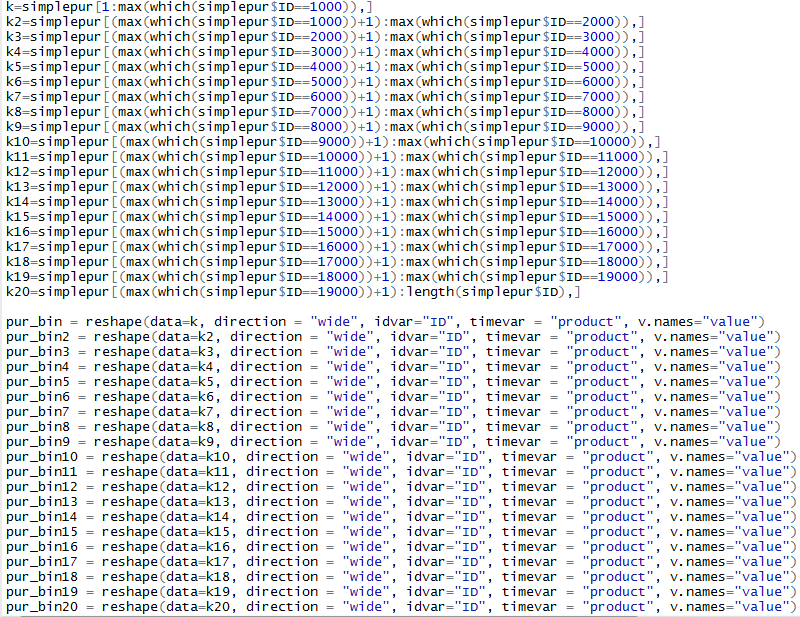 k=simplepur[1:max(which(simplepur$ID==1000)),]
k2=simplepur[(max(which(simplepur$ID==1000))+1):max(which(simplepur$ID==2000)),]
k3=simplepur[(max(which(simplepur$ID==2000))+1):max(which(simplepur$ID==3000)),]
k4=simplepur[(max(which(simplepur$ID==3000))+1):max(which(simplepur$ID==4000)),]
k5=simplepur[(max(which(simplepur$ID==4000))+1):max(which(simplepur$ID==5000)),]
k6=simplepur[(max(which(simplepur$ID==5000))+1):max(which(simplepur$ID==6000)),]
k7=simplepur[(max(which(simplepur$ID==6000))+1):max(which(simplepur$ID==7000)),]
k8=simplepur[(max(which(simplepur$ID==7000))+1):max(which(simplepur$ID==8000)),]
k9=simplepur[(max(which(simplepur$ID==8000))+1):max(which(simplepur$ID==9000)),]
k10=simplepur[(max(which(simplepur$ID==9000))+1):max(which(simplepur$ID==10000)),]
k11=simplepur[(max(which(simplepur$ID==10000))+1):max(which(simplepur$ID==11000)),]
k12=simplepur[(max(which(simplepur$ID==11000))+1):max(which(simplepur$ID==12000)),]
k13=simplepur[(max(which(simplepur$ID==12000))+1):max(which(simplepur$ID==13000)),]
k14=simplepur[(max(which(simplepur$ID==13000))+1):max(which(simplepur$ID==14000)),]
k15=simplepur[(max(which(simplepur$ID==14000))+1):max(which(simplepur$ID==15000)),]
k16=simplepur[(max(which(simplepur$ID==15000))+1):max(which(simplepur$ID==16000)),]
k17=simplepur[(max(which(simplepur$ID==16000))+1):max(which(simplepur$ID==17000)),]
k18=simplepur[(max(which(simplepur$ID==17000))+1):max(which(simplepur$ID==18000)),]
k19=simplepur[(max(which(simplepur$ID==18000))+1):max(which(simplepur$ID==19000)),]
k20=simplepur[(max(which(simplepur$ID==19000))+1):length(simplepur$ID),]

pur_bin = reshape(data=k, direction = "wide", idvar="ID", timevar = "product", v.names="value")
pur_bin2 = reshape(data=k2, direction = "wide", idvar="ID", timevar = "product", v.names="value")
pur_bin3 = reshape(data=k3, direction = "wide", idvar="ID", timevar = "product", v.names="value")
pur_bin4 = reshape(data=k4, direction = "wide", idvar="ID", timevar = "product", v.names="value")
pur_bin5 = reshape(data=k5, direction = "wide", idvar="ID", timevar = "product", v.names="value")
pur_bin6 = reshape(data=k6, direction = "wide", idvar="ID", timevar = "product", v.names="value")
pur_bin7 = reshape(data=k7, direction = "wide", idvar="ID", timevar = "product", v.names="value")
pur_bin8 = reshape(data=k8, direction = "wide", idvar="ID", timevar = "product", v.names="value")
pur_bin9 = reshape(data=k9, direction = "wide", idvar="ID", timevar = "product", v.names="value")
pur_bin10 = reshape(data=k10, direction = "wide", idvar="ID", timevar = "product", v.names="value")
pur_bin11 = reshape(data=k11, direction = "wide", idvar="ID", timevar = "product", v.names="value")
pur_bin12 = reshape(data=k12, direction = "wide", idvar="ID", timevar = "product", v.names="value")
pur_bin13 = reshape(data=k13, direction = "wide", idvar="ID", timevar = "product", v.names="value")
pur_bin14 = reshape(data=k14, direction = "wide", idvar="ID", timevar = "product", v.names="value")
pur_bin15 = reshape(data=k15, direction = "wide", idvar="ID", timevar = "product", v.names="value")
pur_bin16 = reshape(data=k16, direction = "wide", idvar="ID", timevar = "product", v.names="value")
pur_bin17 = reshape(data=k17, direction = "wide", idvar="ID", timevar = "product", v.names="value")
pur_bin18 = reshape(data=k18, direction = "wide", idvar="ID", timevar = "product", v.names="value")
pur_bin19 = reshape(data=k19, direction = "wide", idvar="ID", timevar = "product", v.names="value")
pur_bin20 = reshape(data=k20, direction = "wide", idvar="ID", timevar = "product", v.names="value")